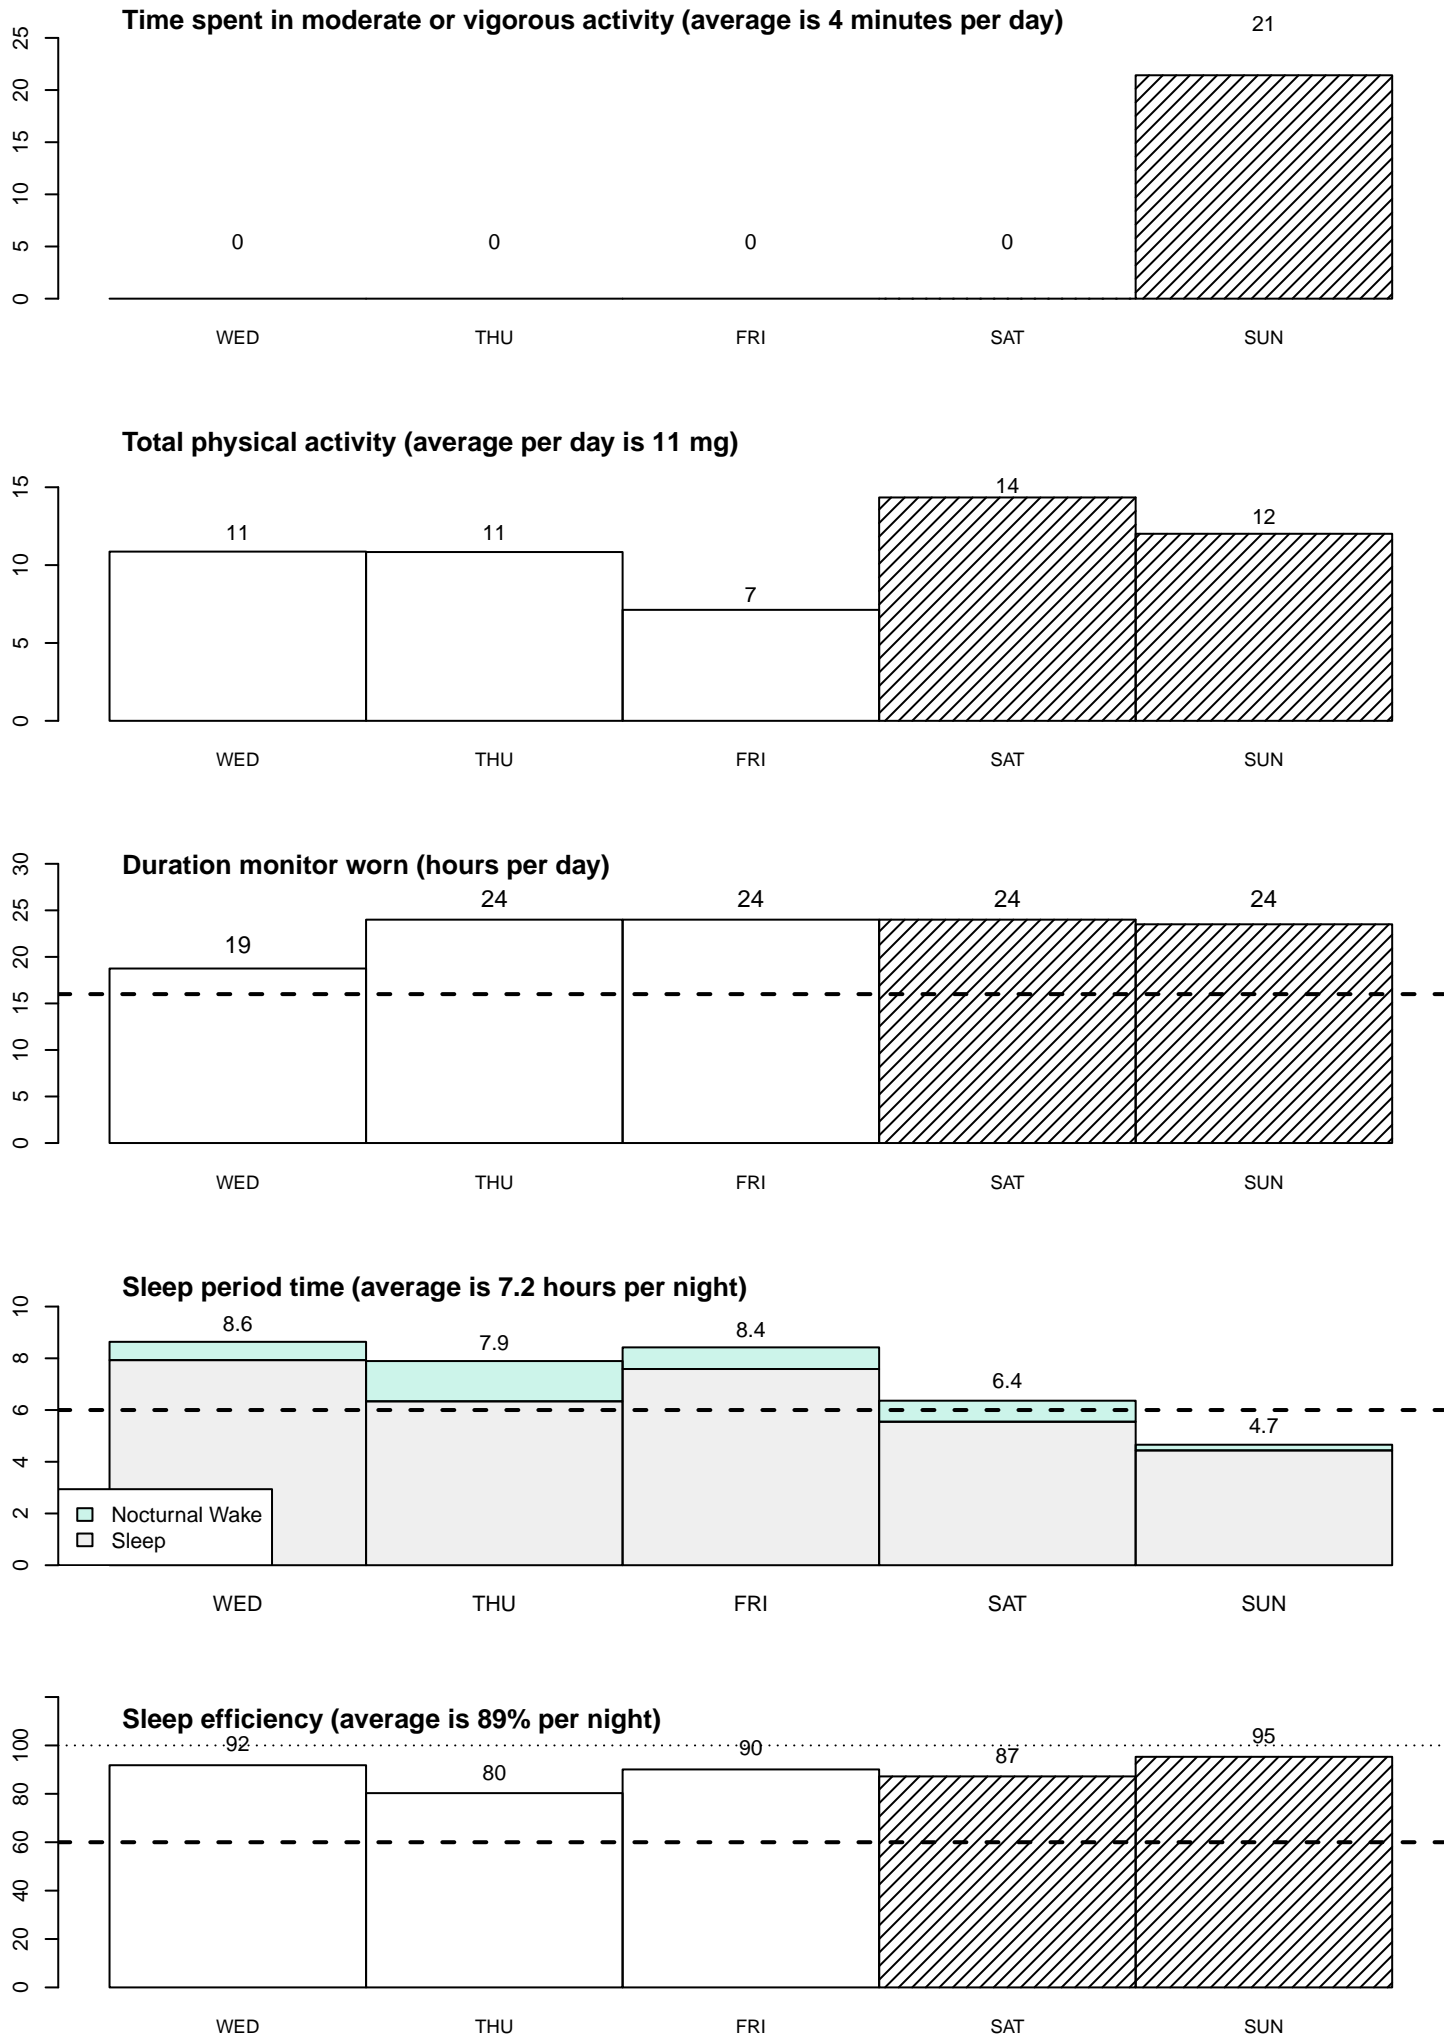 Time spent in moderate or vigorous activity (average is 4 minutes per day)
21
25
20
15
10
5
0
0 0 0 0
WED THU FRI SAT SUN
Total physical activity (average per day is 11 mg)
15
10
5
0
11 11 7 14 12
WED THU FRI SAT SUN
Duration monitor worn (hours per day)
30
25
20
15
10
5
0
19 24 24 24 24
WED THU FRI SAT SUN
Sleep period time (average is 7.2 hours per night)
10
8
6
4
2
0
8.6 7.9 8.4 6.4 4.7
Nocturnal Wake
Sleep
WED THU FRI SAT SUN
Sleep efficiency (average is 89% per night)
100
80
60
40
20
0
92 80 90 87 95
WED THU FRI SAT SUN